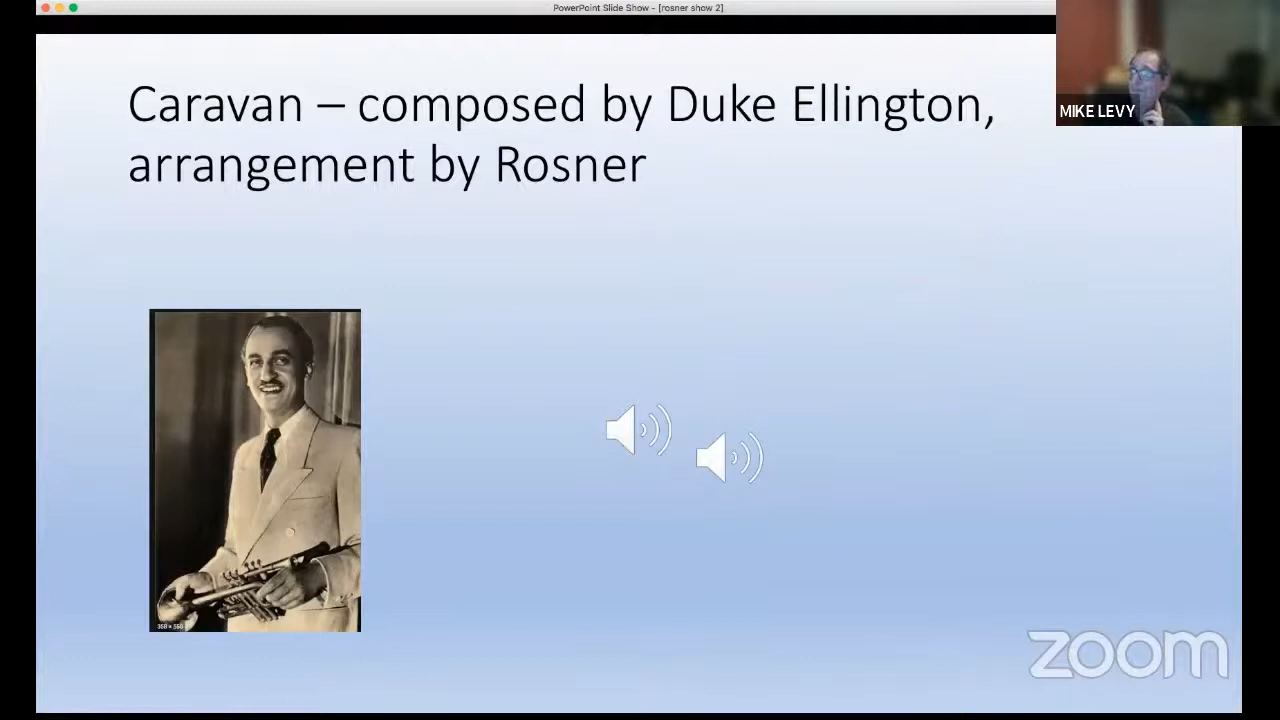 PowerPoint Slide Show - [rosner show 2]
Caravan – composed by Duke Ellington,
arrangement by Rosner
MIKE LEVY
zoom